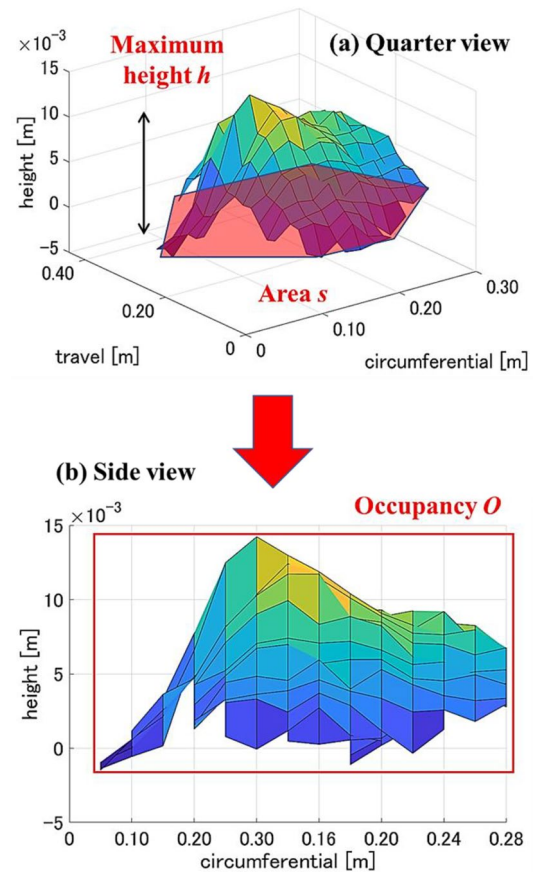 ×10⁻³
Maximum
height h
(a) Quarter view
15
10
5
0
-5
height [m]
0.40
0.20
0
travel [m]
Area s
0
0.10
0.20
0.30
circumferential [m]
(b) Side view
×10⁻³
Occupancy O
15
10
5
0
-5
height [m]
0 0.10 0.20 0.30 0.16 0.20 0.24 0.28
circumferential [m]